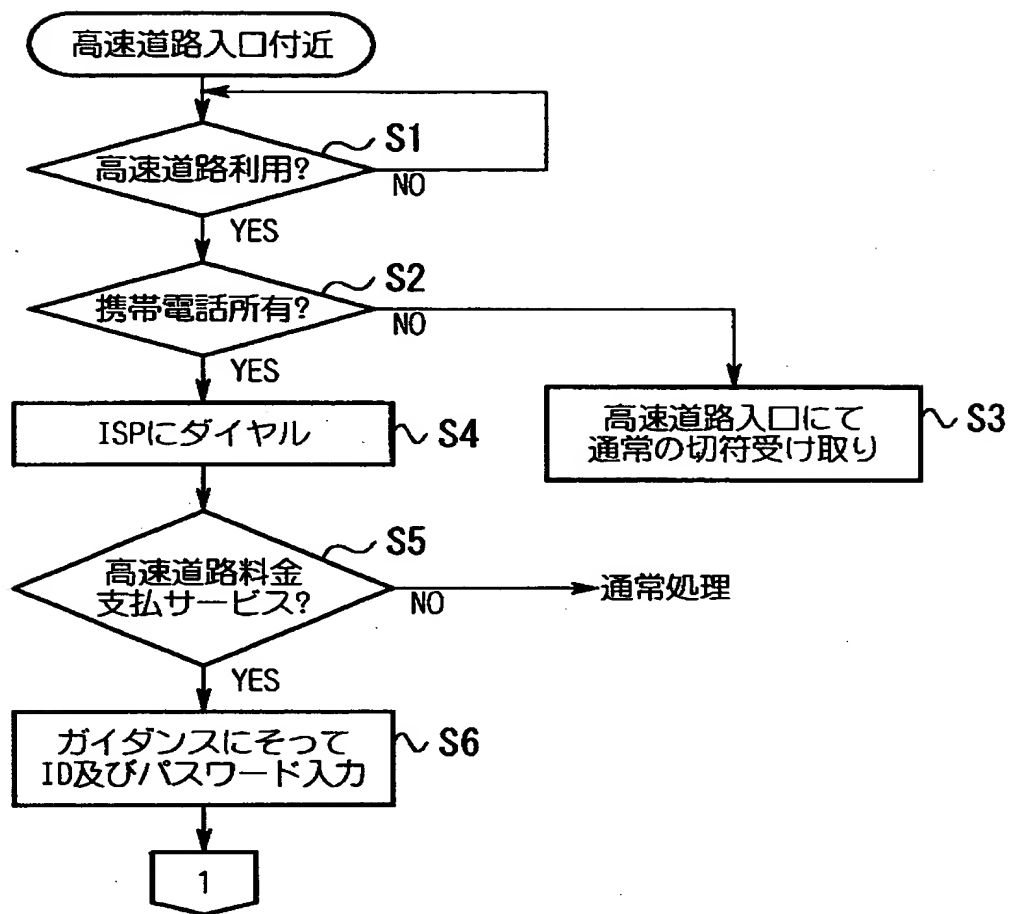 高速道路入口付近
高速道路利用?
S1
NO
YES
携帯電話所有?
S2
NO
YES
高速道路入口にて
通常の切符受け取り
S3
ISPにダイヤル
S4
高速道路料金
支払サービス?
S5
NO
通常処理
YES
ガイダンスにそって
ID及びパスワード入力
S6
1